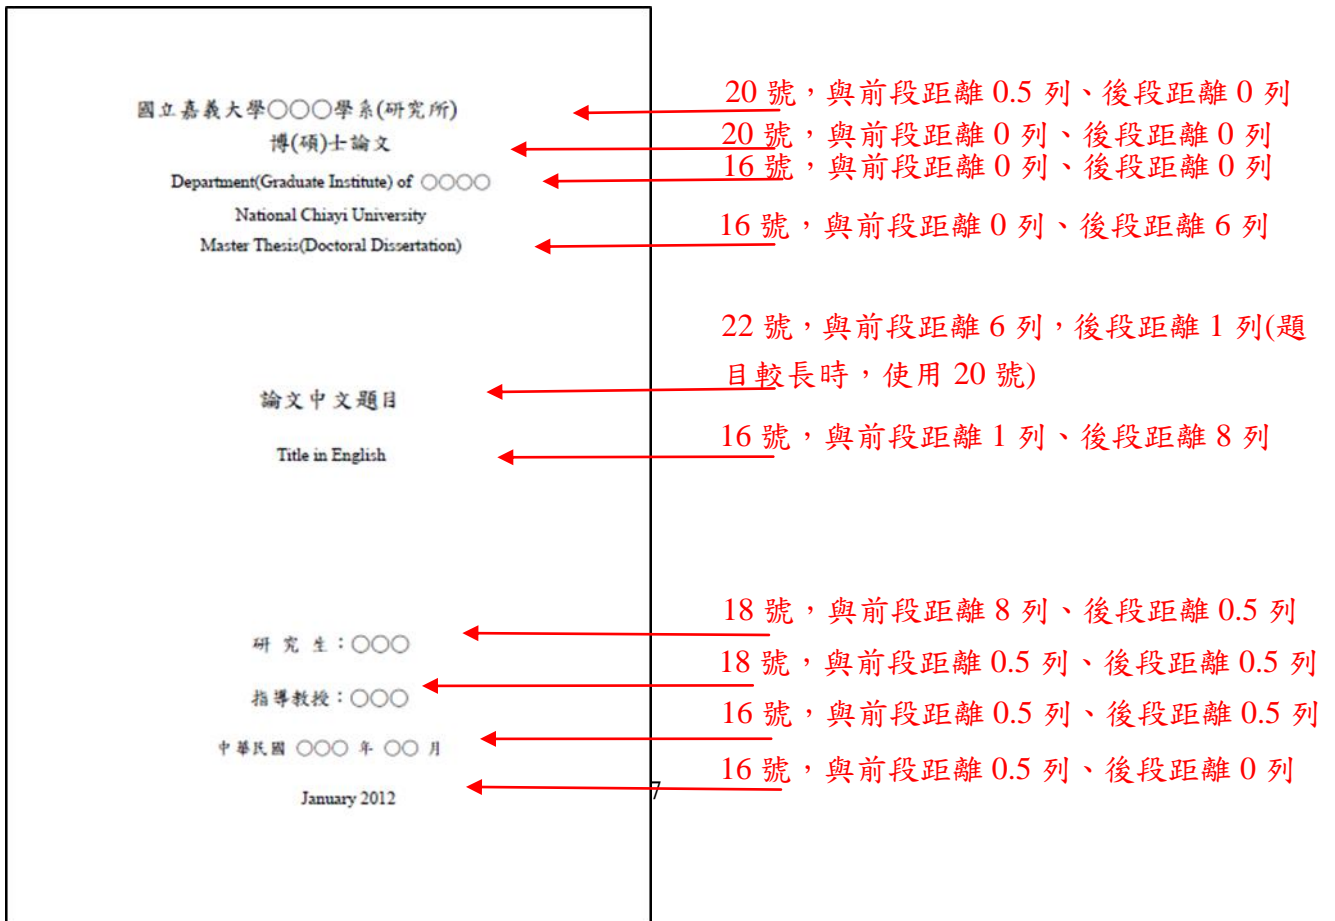 國立嘉義大學○○○學系(研究所)
20 號，與前段距離 0.5 列、後段距離 0 列
博(碩)士論文
20 號，與前段距離 0 列、後段距離 0 列
Department(Graduate Institute) of ○○○○
16 號，與前段距離 0 列、後段距離 0 列
National Chiayi University
Master Thesis(Doctoral Dissertation)
16 號，與前段距離 0 列、後段距離 6 列
論文中文題目
22 號，與前段距離 6 列，後段距離 1 列(題
目較長時，使用 20 號)
Title in English
16 號，與前段距離 1 列、後段距離 8 列
研 究 生：○○○
18 號，與前段距離 8 列、後段距離 0.5 列
指導教授：○○○
18 號，與前段距離 0.5 列、後段距離 0.5 列
中華民國 ○○○ 年 ○○ 月
16 號，與前段距離 0.5 列、後段距離 0.5 列
January 2012
16 號，與前段距離 0.5 列、後段距離 0 列
7